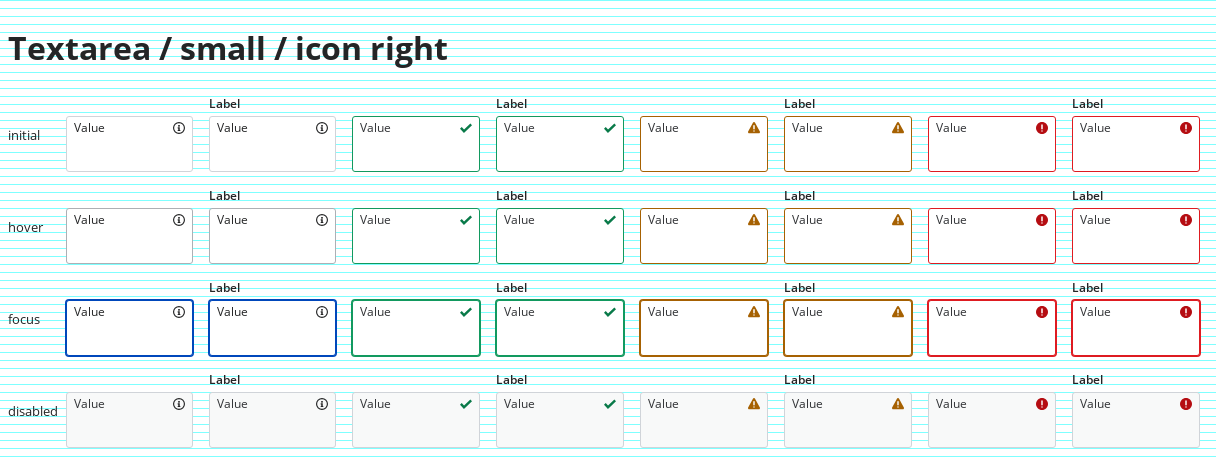 Textarea / small / icon right
Label Label Label Label
initial Value Value Value Value Value Value Value Value
Label Label Label Label
hover Value Value Value Value Value Value Value Value
Label Label Label Label
focus Value Value Value Value Value Value Value Value
Label Label Label Label
disabled Value Value Value Value Value Value Value Value